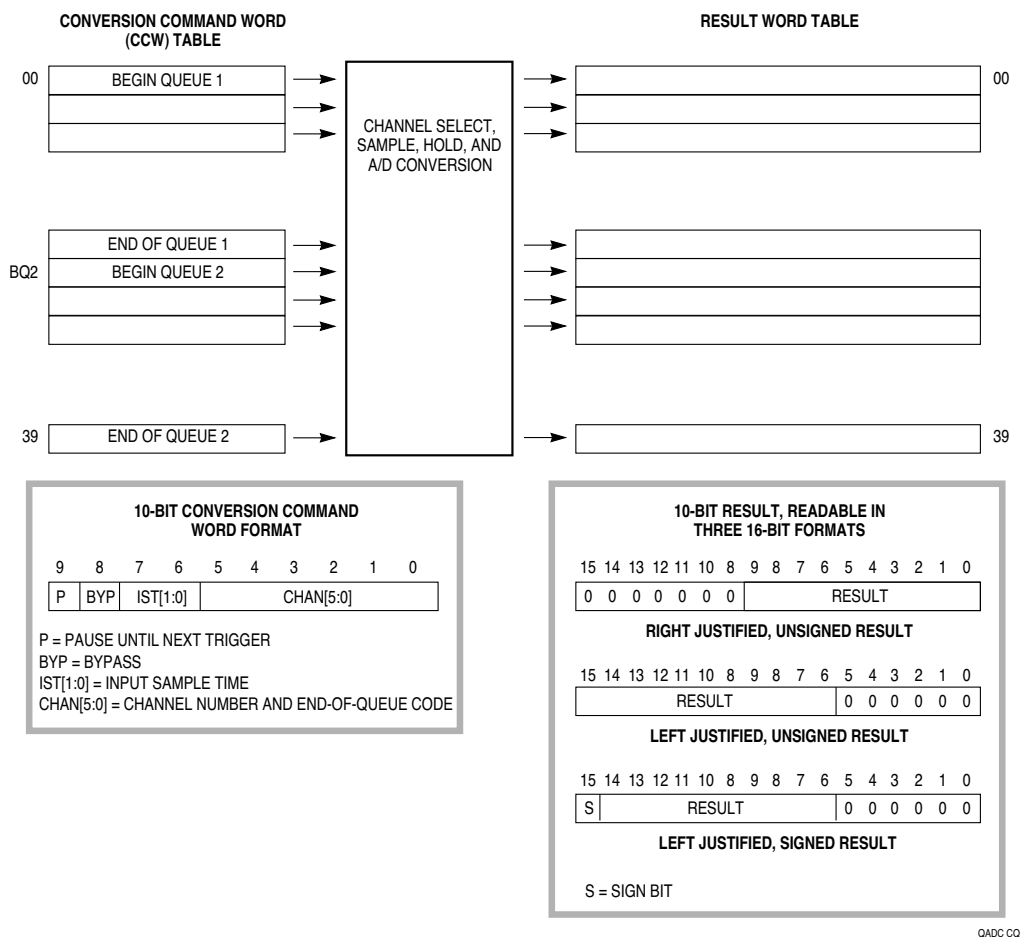 CONVERSION COMMAND WORD
(CCW) TABLE
RESULT WORD TABLE
00 BEGIN QUEUE 1 00
CHANNEL SELECT,
SAMPLE, HOLD, AND
A/D CONVERSION
END OF QUEUE 1
BQ2 BEGIN QUEUE 2
39 END OF QUEUE 2 39
10-BIT CONVERSION COMMAND
WORD FORMAT
9 8 7 6 5 4 3 2 1 0
P BYP IST[1:0] CHAN[5:0]
P = PAUSE UNTIL NEXT TRIGGER
BYP = BYPASS
IST[1:0] = INPUT SAMPLE TIME
CHAN[5:0] = CHANNEL NUMBER AND END-OF-QUEUE CODE
10-BIT RESULT, READABLE IN
THREE 16-BIT FORMATS
15 14 13 12 11 10 8 9 8 7 6 5 4 3 2 1 0
0 0 0 0 0 0 0 RESULT
RIGHT JUSTIFIED, UNSIGNED RESULT
15 14 13 12 11 10 8 9 8 7 6 5 4 3 2 1 0
RESULT 0 0 0 0 0 0
LEFT JUSTIFIED, UNSIGNED RESULT
15 14 13 12 11 10 8 9 8 7 6 5 4 3 2 1 0
S RESULT 0 0 0 0 0 0
LEFT JUSTIFIED, SIGNED RESULT
S = SIGN BIT
QADC CQ